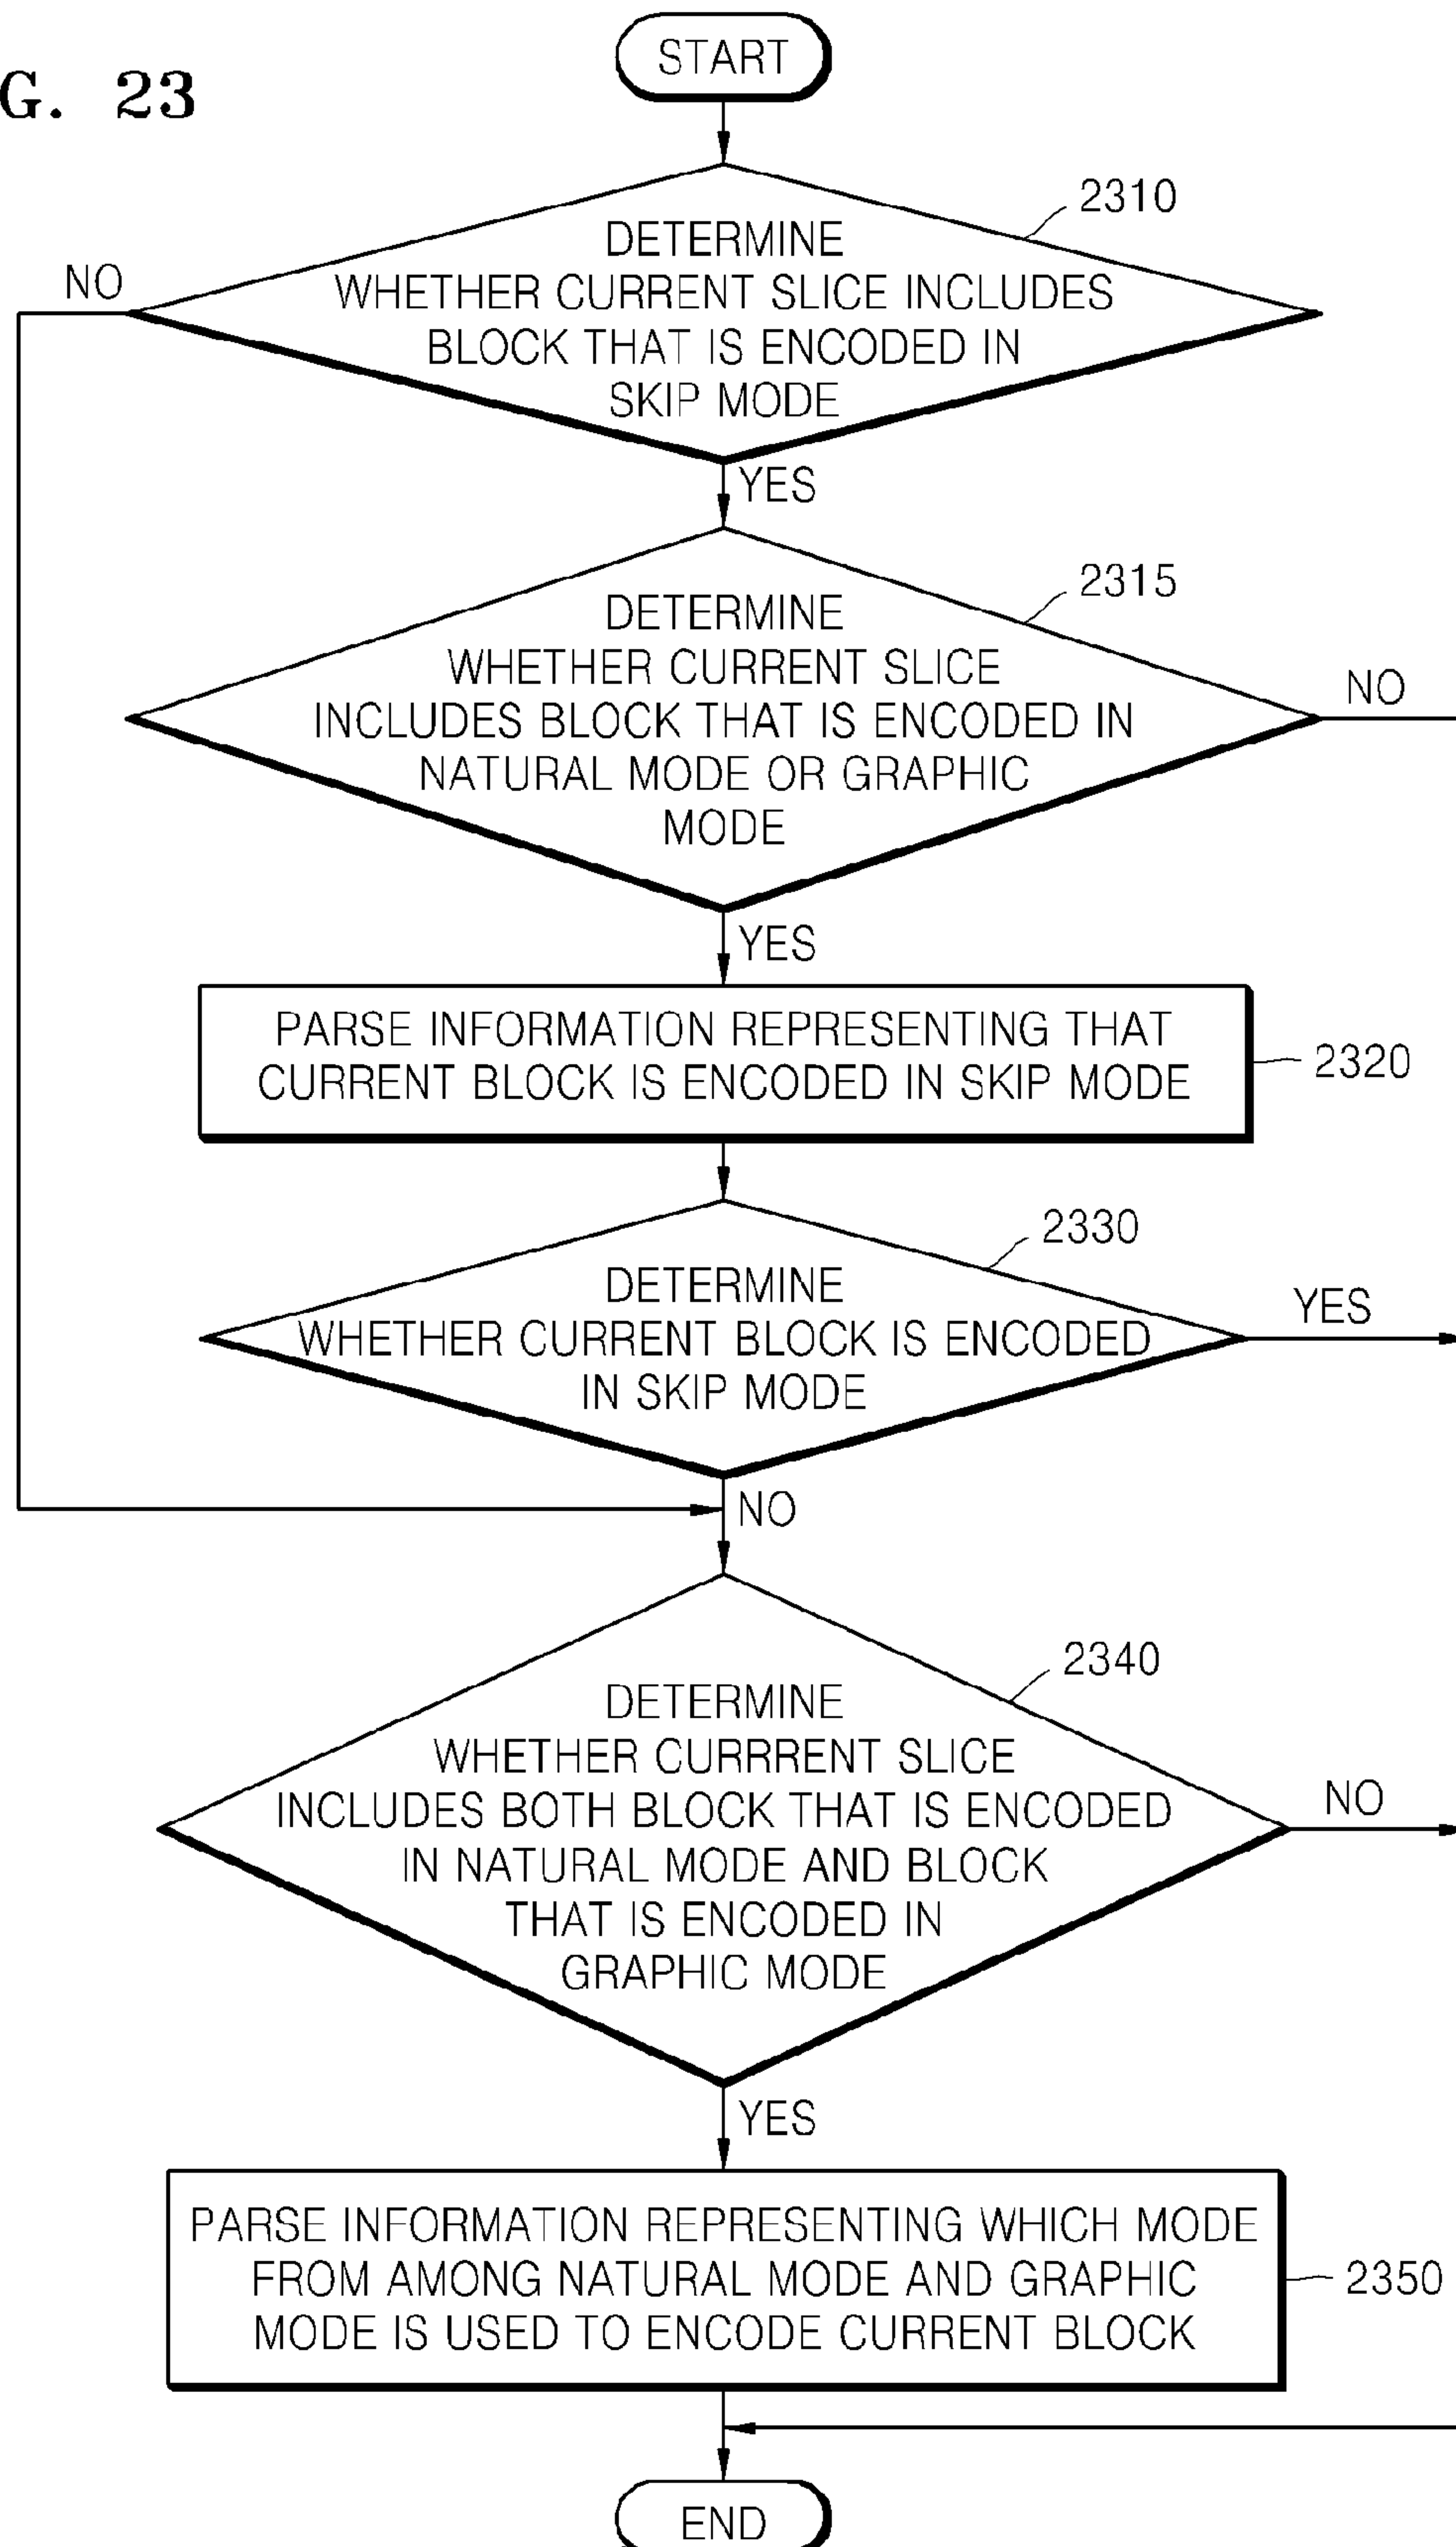 G. 23
START
2310
DETERMINE
WHETHER CURRENT SLICE INCLUDES
BLOCK THAT IS ENCODED IN
SKIP MODE
NO
YES
2315
DETERMINE
WHETHER CURRENT SLICE
INCLUDES BLOCK THAT IS ENCODED IN
NATURAL MODE OR GRAPHIC
MODE
NO
YES
PARSE INFORMATION REPRESENTING THAT
CURRENT BLOCK IS ENCODED IN SKIP MODE
2320
2330
DETERMINE
WHETHER CURRENT BLOCK IS ENCODED
IN SKIP MODE
YES
NO
2340
DETERMINE
WHETHER CURRRENT SLICE
INCLUDES BOTH BLOCK THAT IS ENCODED
IN NATURAL MODE AND BLOCK
THAT IS ENCODED IN
GRAPHIC MODE
NO
YES
PARSE INFORMATION REPRESENTING WHICH MODE
FROM AMONG NATURAL MODE AND GRAPHIC
MODE IS USED TO ENCODE CURRENT BLOCK
2350
END